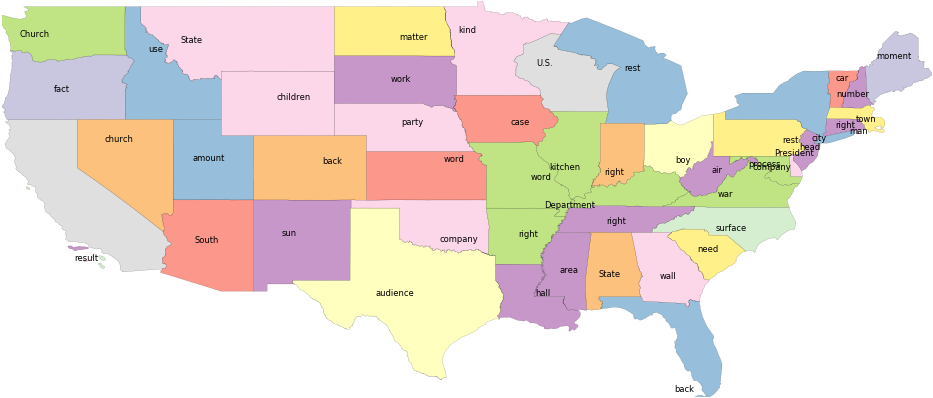 Church
use
State
matter
kind
U.S.
rest
moment
fact
children
work
car
number
party
case
town
church
right
man
word
city
rest
head
amount
back
kitchen
boy
President
process
company
word
right
air
Department
war
South
sun
company
right
right
surface
result
area
State
wall
need
audience
hall
back